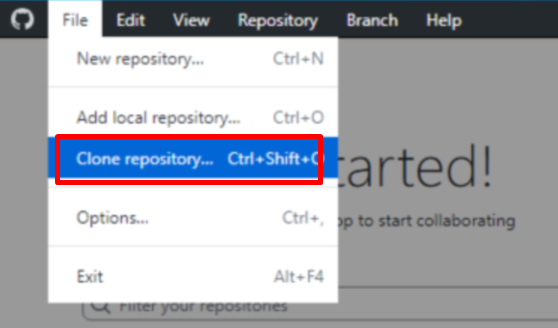 File Edit View Repository Branch Help
New repository... Ctrl+N
Add local repository... Ctrl+O
Clone repository... Ctrl+Shift+O
tarted!
Options... Ctrl+,
pp to start collaborating
Exit Alt+F4
Filter your repositories